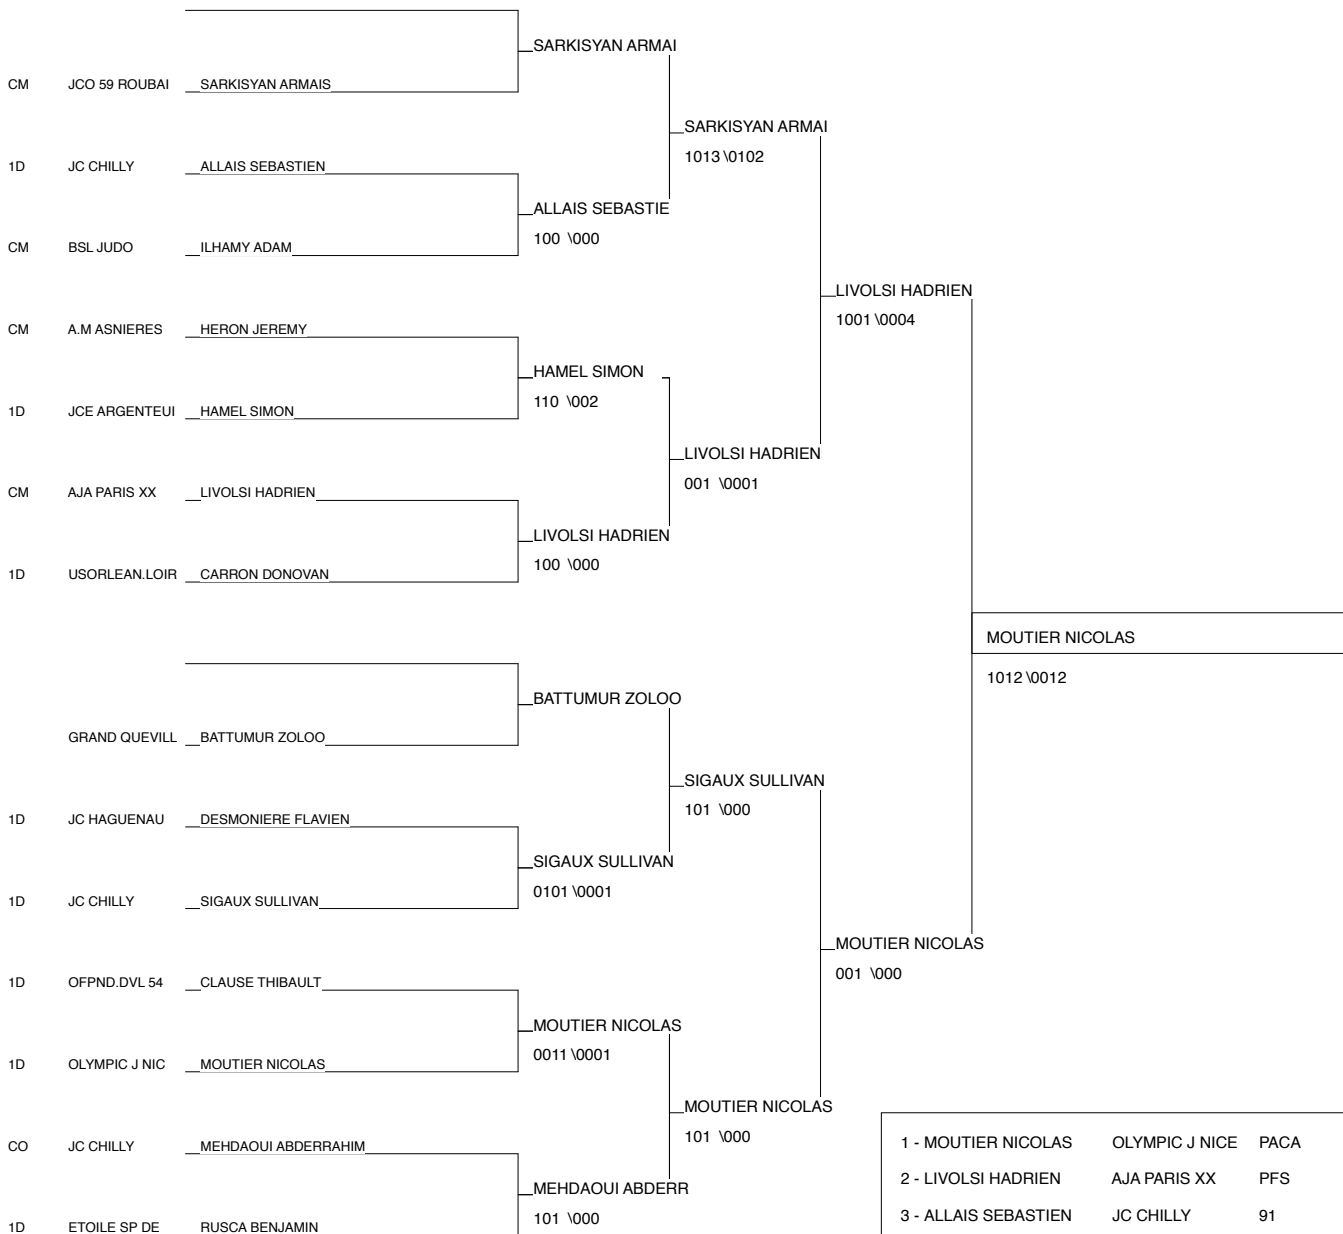 SARKISYAN ARMAI
CM JCO 59 ROUBAI SARKISYAN ARMAIS
SARKISYAN ARMAI
1013 \0102
1D JC CHILLY ALLAIS SEBASTIEN
ALLAIS SEBASTIE
100 \000
CM BSL JUDO ILHAMY ADAM
LIVOLSI HADRIEN
1001 \0004
CM A.M ASNIERES HERON JEREMY
HAMEL SIMON
110 \002
1D JCE ARGENTEUI HAMEL SIMON
LIVOLSI HADRIEN
001 \0001
CM AJA PARIS XX LIVOLSI HADRIEN
LIVOLSI HADRIEN
100 \000
1D USORLEAN.LOIR CARRON DONOVAN
MOUTIER NICOLAS
1012 \0012
BATTUMUR ZOLOO
GRAND QUEVILL BATTUMUR ZOLOO
SIGAUX SULLIVAN
101 \000
1D JC HAGUENAU DESMONIERE FLAVIEN
SIGAUX SULLIVAN
0101 \0001
1D JC CHILLY SIGAUX SULLIVAN
MOUTIER NICOLAS
001 \000
1D OFPND.DVL 54 CLAUSE THIBAULT
MOUTIER NICOLAS
0011 \0001
1D OLYMPIC J NIC MOUTIER NICOLAS
MOUTIER NICOLAS
101 \000
CO JC CHILLY MEHDAOUI ABDERRAHIM
MEHDAOUI ABDERR
101 \000
1D ETOILE SP DE RUSCA BENJAMIN
1 - MOUTIER NICOLAS OLYMPIC J NICE PACA
2 - LIVOLSI HADRIEN AJA PARIS XX PFS
3 - ALLAIS SEBASTIEN JC CHILLY 91